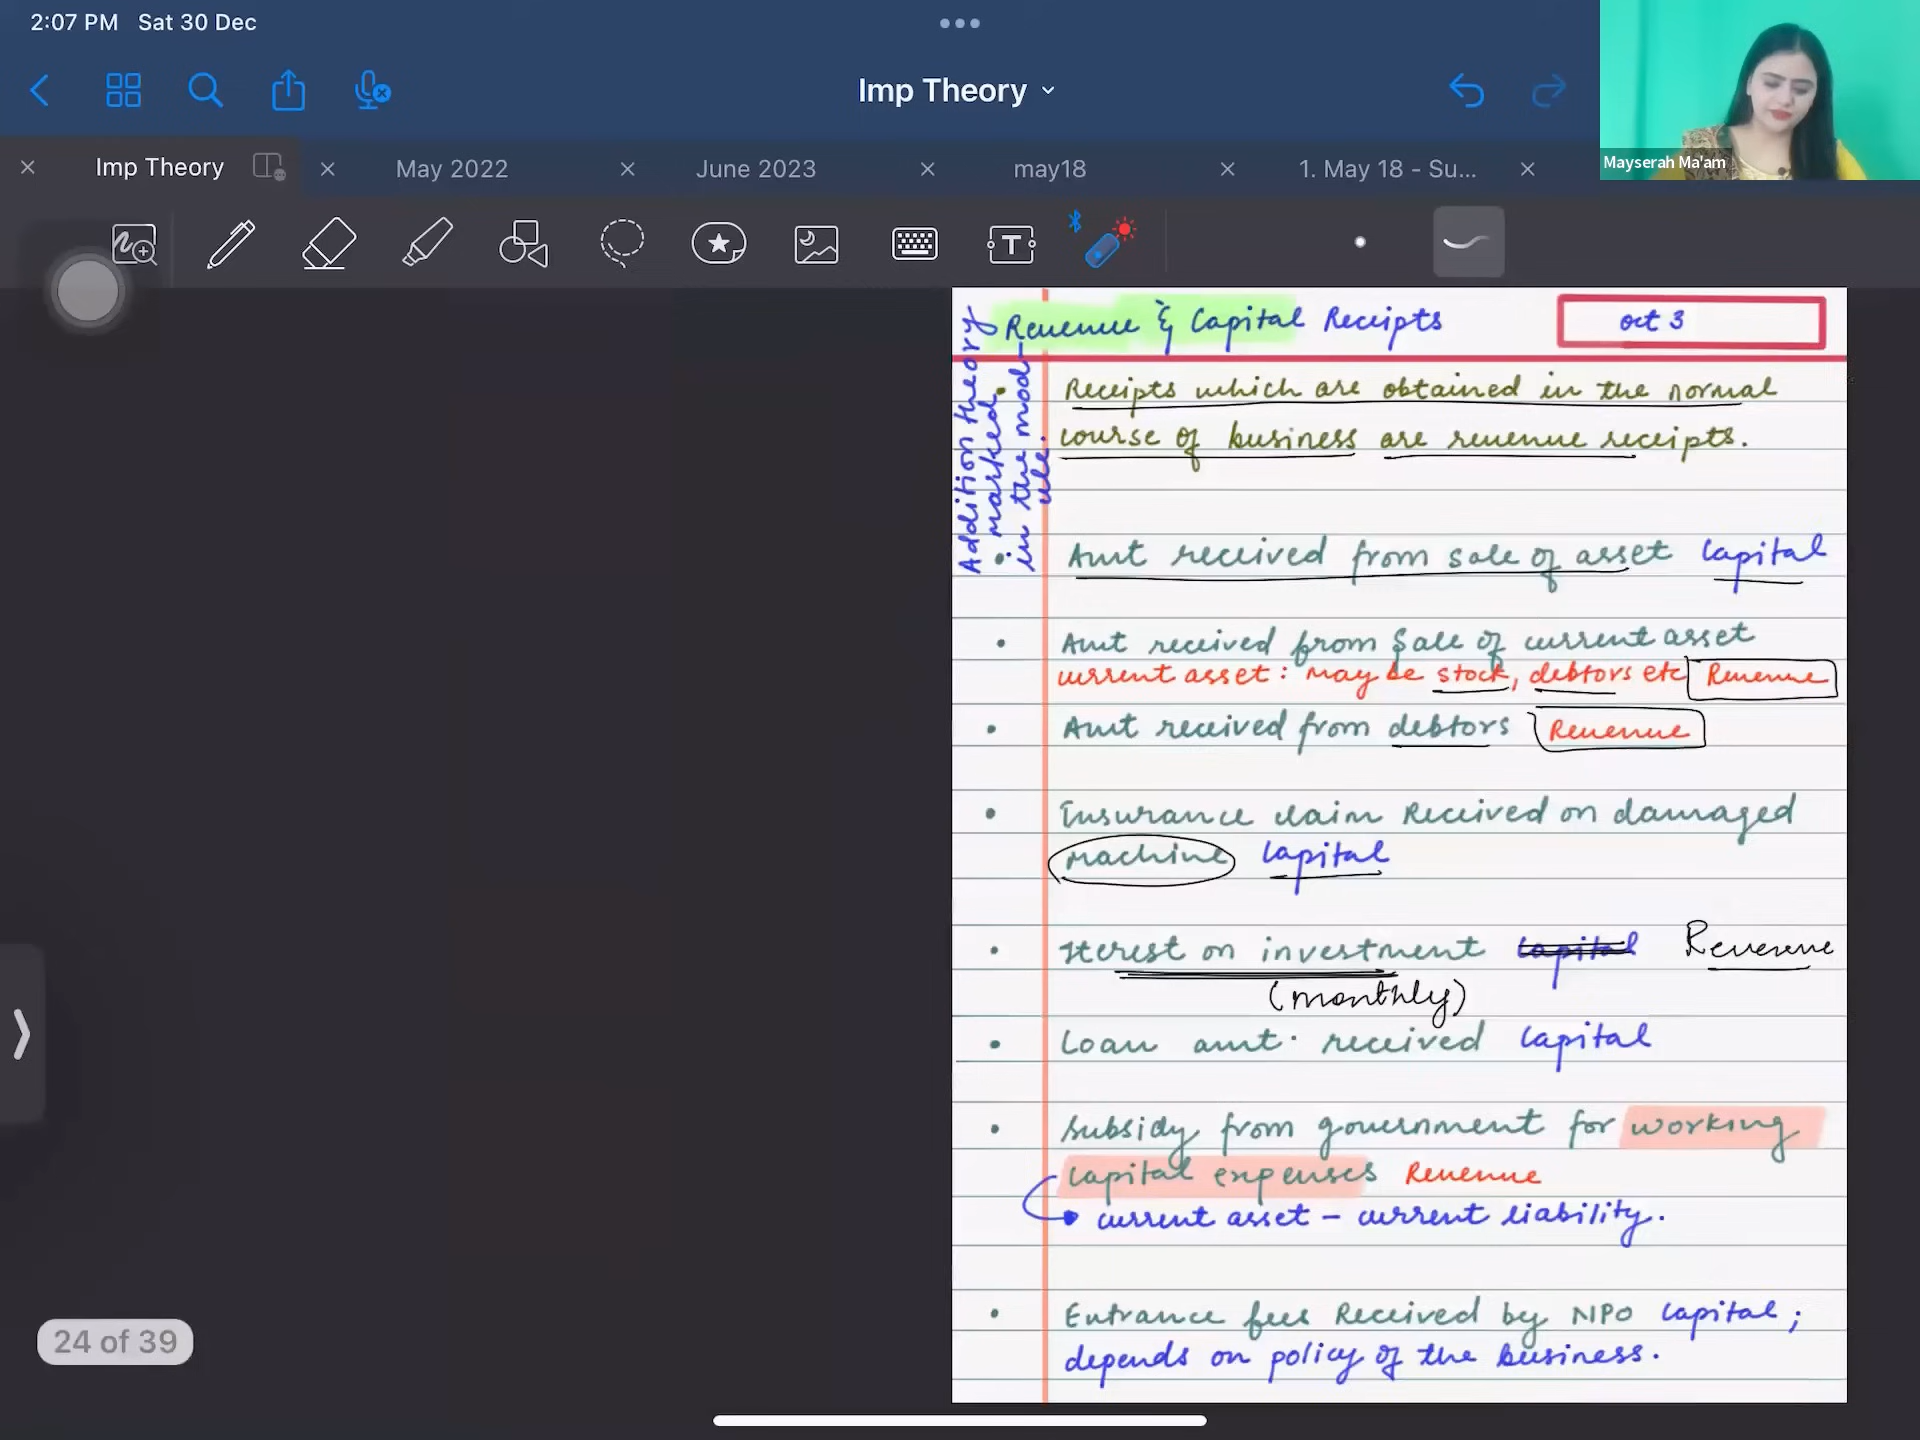 2:07 PM Sat 30 Dec
Imp Theory
Mayserah Ma'am
Imp Theory
May 2022
June 2023
may18
1. May 18 - Su...
T
Revenue & Capital Receipts
oct 3
Addition theory
marked
in the mod-
ule.
Receipts which are obtained in the normal
course of business are revenue receipts.
Amt received from sale of asset Capital
Amt received from sale of current asset
current asset: may be stock, debtors etc Revenue
Amt received from debtors Revenue
Insurance claim Received on damaged
machine Capital
Iterest on investment Capital Revenue
(monthly)
Loan amt. received Capital
Subsidy from government for working
capital expenses Revenue
current asset - current liability.
Entrance fees Received by NPO Capital;
depends on policy of the business.
24 of 39